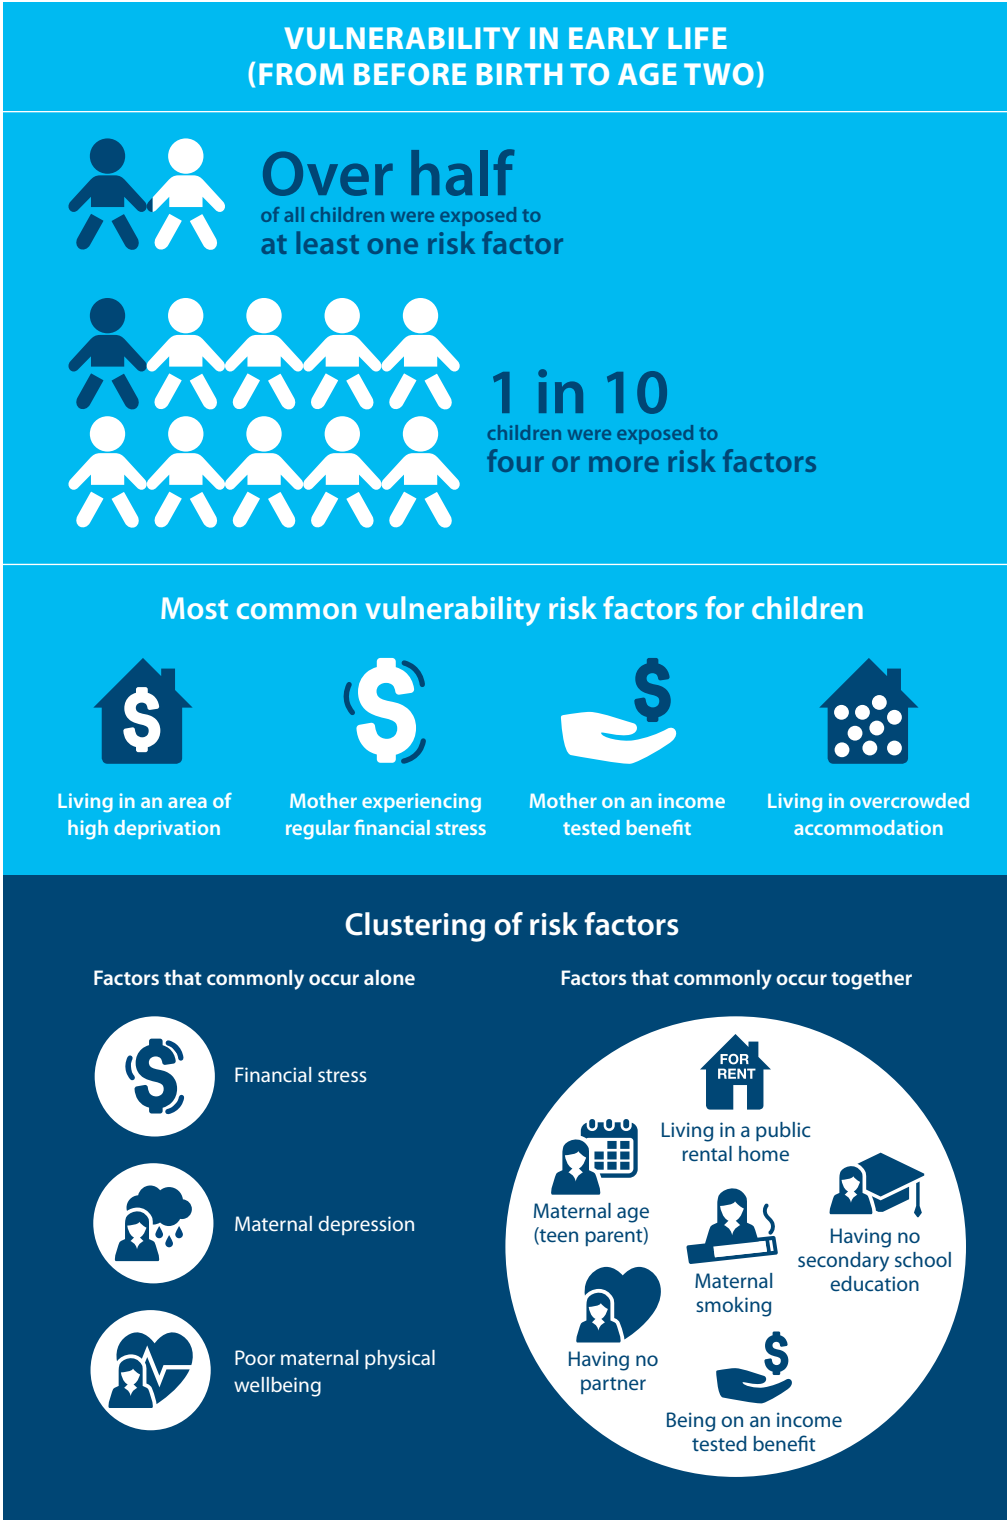 VULNERABILITY IN EARLY LIFE
(FROM BEFORE BIRTH TO AGE TWO)
Over half
of all children were exposed to
at least one risk factor
1 in 10
children were exposed to
four or more risk factors
Most common vulnerability risk factors for children
$
$
$
Living in an area of
high deprivation
Mother experiencing
regular financial stress
Mother on an income
tested benefit
Living in overcrowded
accommodation
Clustering of risk factors
Factors that commonly occur alone
$
Financial stress
Maternal depression
Poor maternal physical
wellbeing
Factors that commonly occur together
FOR
RENT
Living in a public
rental home
Maternal age
(teen parent)
Having no
secondary school
education
Maternal
smoking
Having no
partner
$
Being on an income
tested benefit